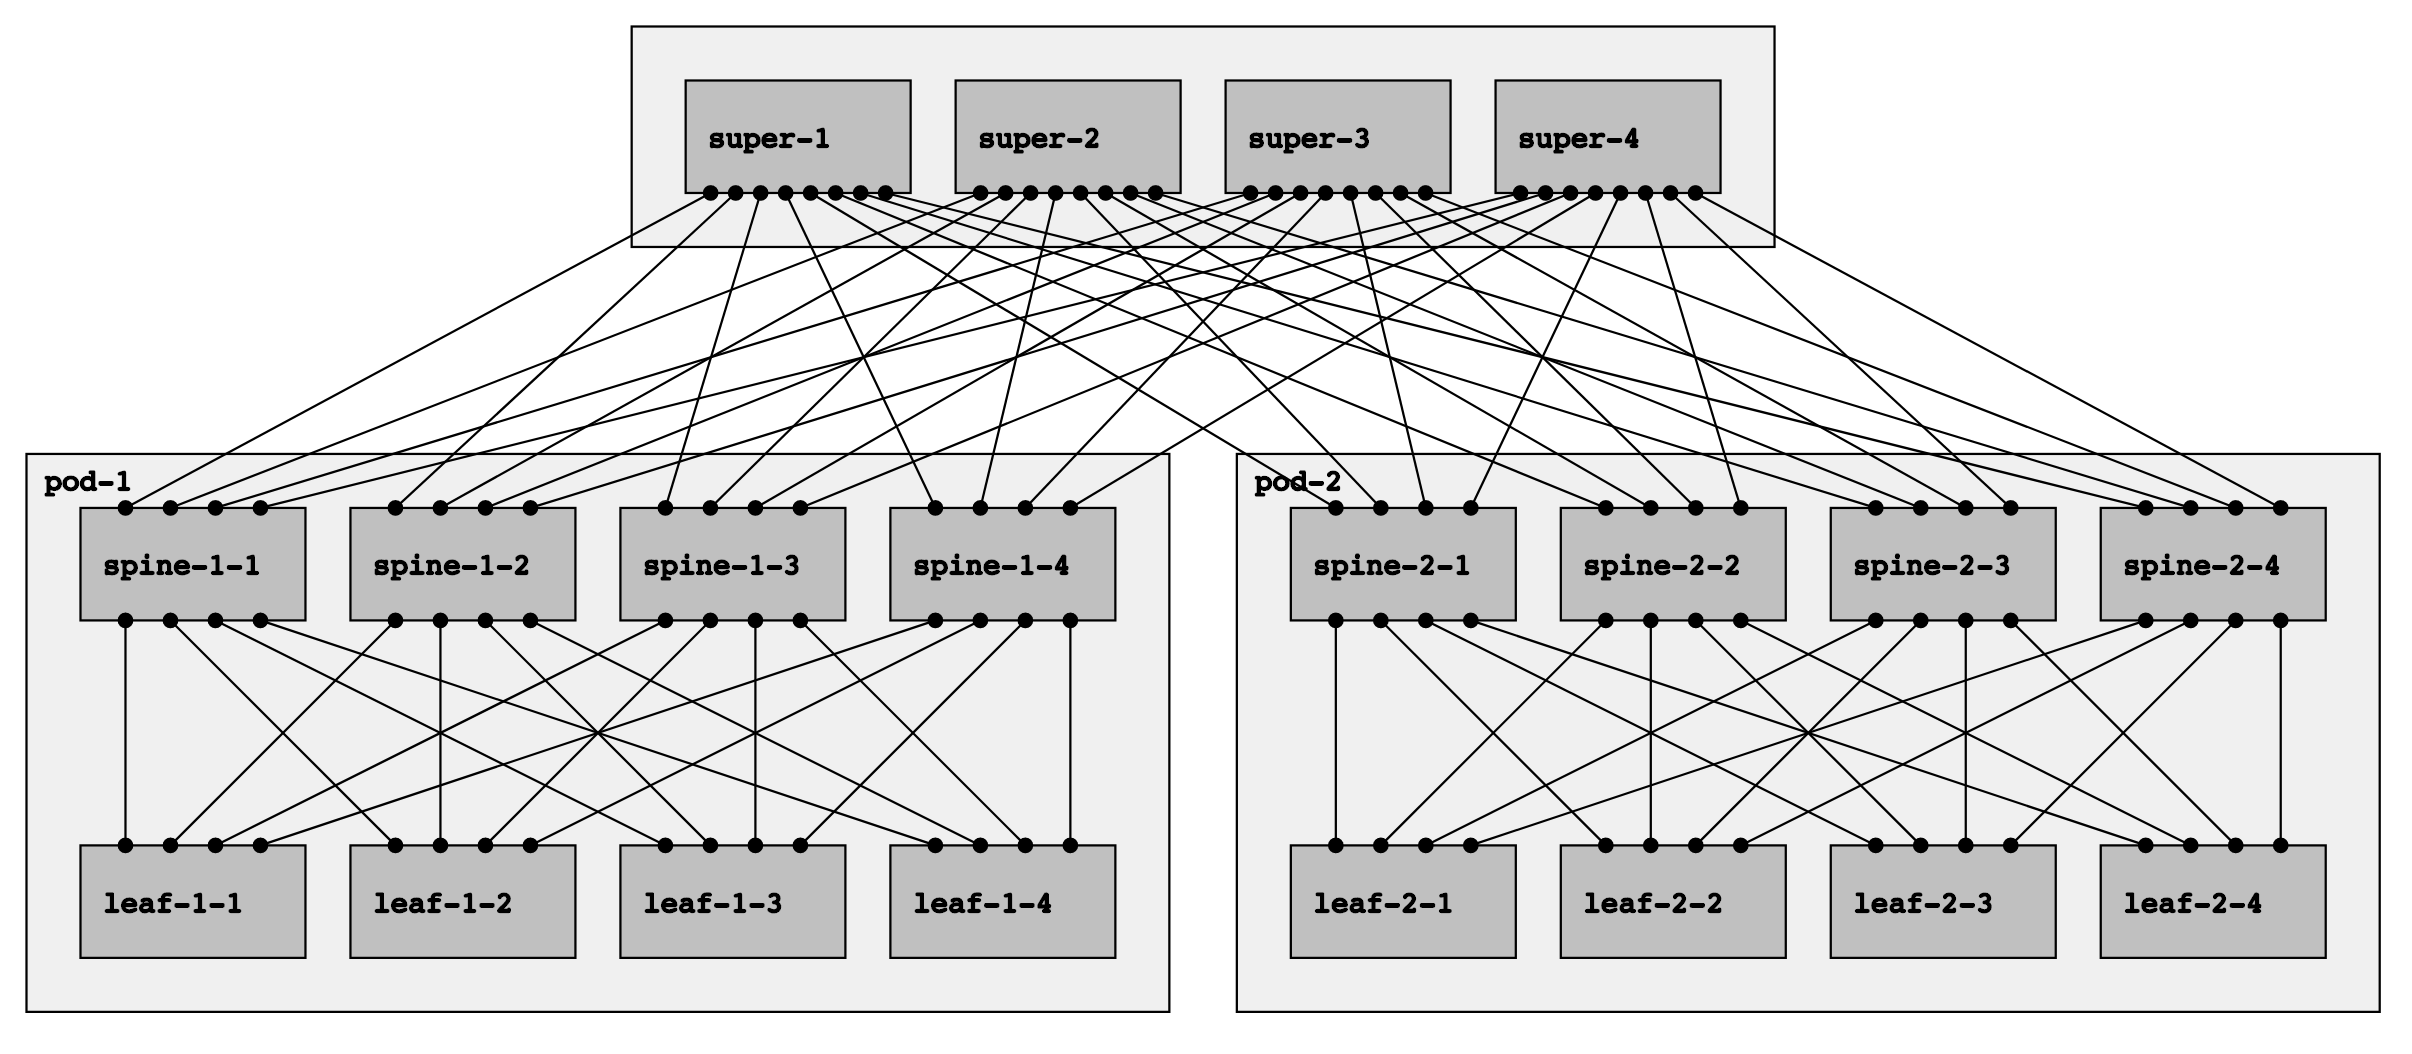 super-1 super-2 super-3 super-4
pod-1 pod-2
spine-1-1 spine-1-2 spine-1-3 spine-1-4 spine-2-1 spine-2-2 spine-2-3 spine-2-4
leaf-1-1 leaf-1-2 leaf-1-3 leaf-1-4 leaf-2-1 leaf-2-2 leaf-2-3 leaf-2-4